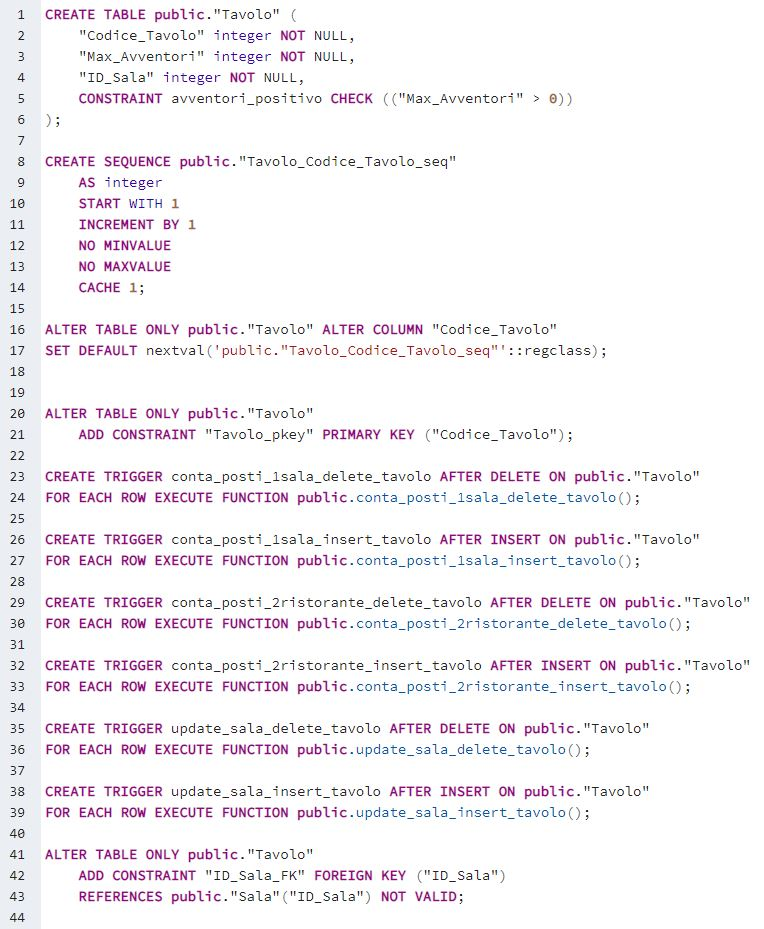 1 CREATE TABLE public."Tavolo" (
2 "Codice_Tavolo" integer NOT NULL,
3 "Max_Avventori" integer NOT NULL,
4 "ID_Sala" integer NOT NULL,
5 CONSTRAINT avventori_positivo CHECK (("Max_Avventori" > 0))
6 );
7
8 CREATE SEQUENCE public."Tavolo_Codice_Tavolo_seq"
9 AS integer
10 START WITH 1
11 INCREMENT BY 1
12 NO MINVALUE
13 NO MAXVALUE
14 CACHE 1;
15
16 ALTER TABLE ONLY public."Tavolo" ALTER COLUMN "Codice_Tavolo"
17 SET DEFAULT nextval('public."Tavolo_Codice_Tavolo_seq"'::regclass);
18
19
20 ALTER TABLE ONLY public."Tavolo"
21 ADD CONSTRAINT "Tavolo_pkey" PRIMARY KEY ("Codice_Tavolo");
22
23 CREATE TRIGGER conta_posti_1sala_delete_tavolo AFTER DELETE ON public."Tavolo"
24 FOR EACH ROW EXECUTE FUNCTION public.conta_posti_1sala_delete_tavolo();
25
26 CREATE TRIGGER conta_posti_1sala_insert_tavolo AFTER INSERT ON public."Tavolo"
27 FOR EACH ROW EXECUTE FUNCTION public.conta_posti_1sala_insert_tavolo();
28
29 CREATE TRIGGER conta_posti_2ristorante_delete_tavolo AFTER DELETE ON public."Tavolo"
30 FOR EACH ROW EXECUTE FUNCTION public.conta_posti_2ristorante_delete_tavolo();
31
32 CREATE TRIGGER conta_posti_2ristorante_insert_tavolo AFTER INSERT ON public."Tavolo"
33 FOR EACH ROW EXECUTE FUNCTION public.conta_posti_2ristorante_insert_tavolo();
34
35 CREATE TRIGGER update_sala_delete_tavolo AFTER DELETE ON public."Tavolo"
36 FOR EACH ROW EXECUTE FUNCTION public.update_sala_delete_tavolo();
37
38 CREATE TRIGGER update_sala_insert_tavolo AFTER INSERT ON public."Tavolo"
39 FOR EACH ROW EXECUTE FUNCTION public.update_sala_insert_tavolo();
40
41 ALTER TABLE ONLY public."Tavolo"
42 ADD CONSTRAINT "ID_Sala_FK" FOREIGN KEY ("ID_Sala")
43 REFERENCES public."Sala"("ID_Sala") NOT VALID;
44